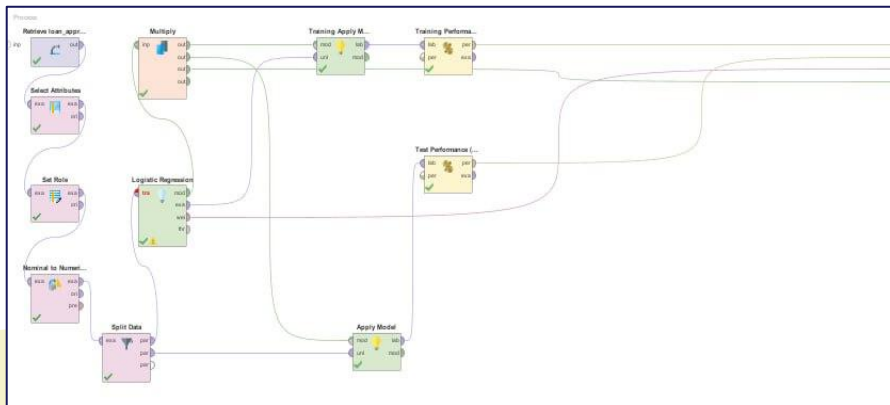 Process
Retrieve loan_appr...
inp
out
Select Attributes
exa
exa
ori
Set Role
exa
exa
ori
Nominal to Numeri...
exa
exa
ori
pre
Split Data
exa
par
par
par
Multiply
inp
out
out
out
out
Logistic Regression
tra
mod
exa
wei
Training Apply M...
mod
lab
unl
mod
Training Performa...
lab
per
per
exa
Test Performance (...
lab
per
per
exa
Apply Model
mod
lab
unl
mod